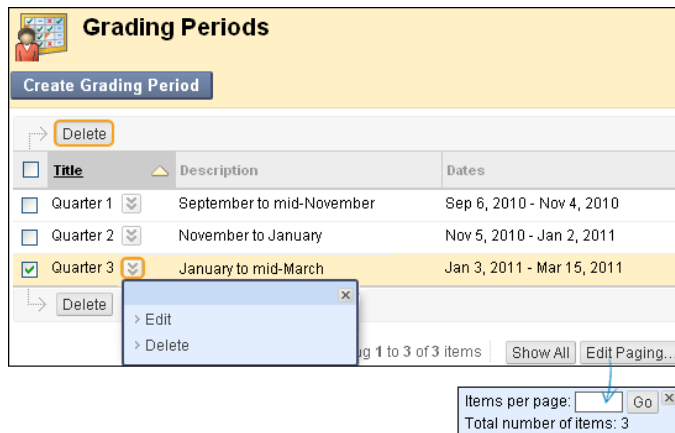 Grading Periods
Create Grading Period
Delete
Title Description Dates
Quarter 1 September to mid-November Sep 6, 2010 - Nov 4, 2010
Quarter 2 November to January Nov 5, 2010 - Jan 2, 2011
Quarter 3 January to mid-March Jan 3, 2011 - Mar 15, 2011
Delete
> Edit
> Delete
1 to 3 of 3 items Show All Edit Paging...
Items per page: Go
Total number of items: 3